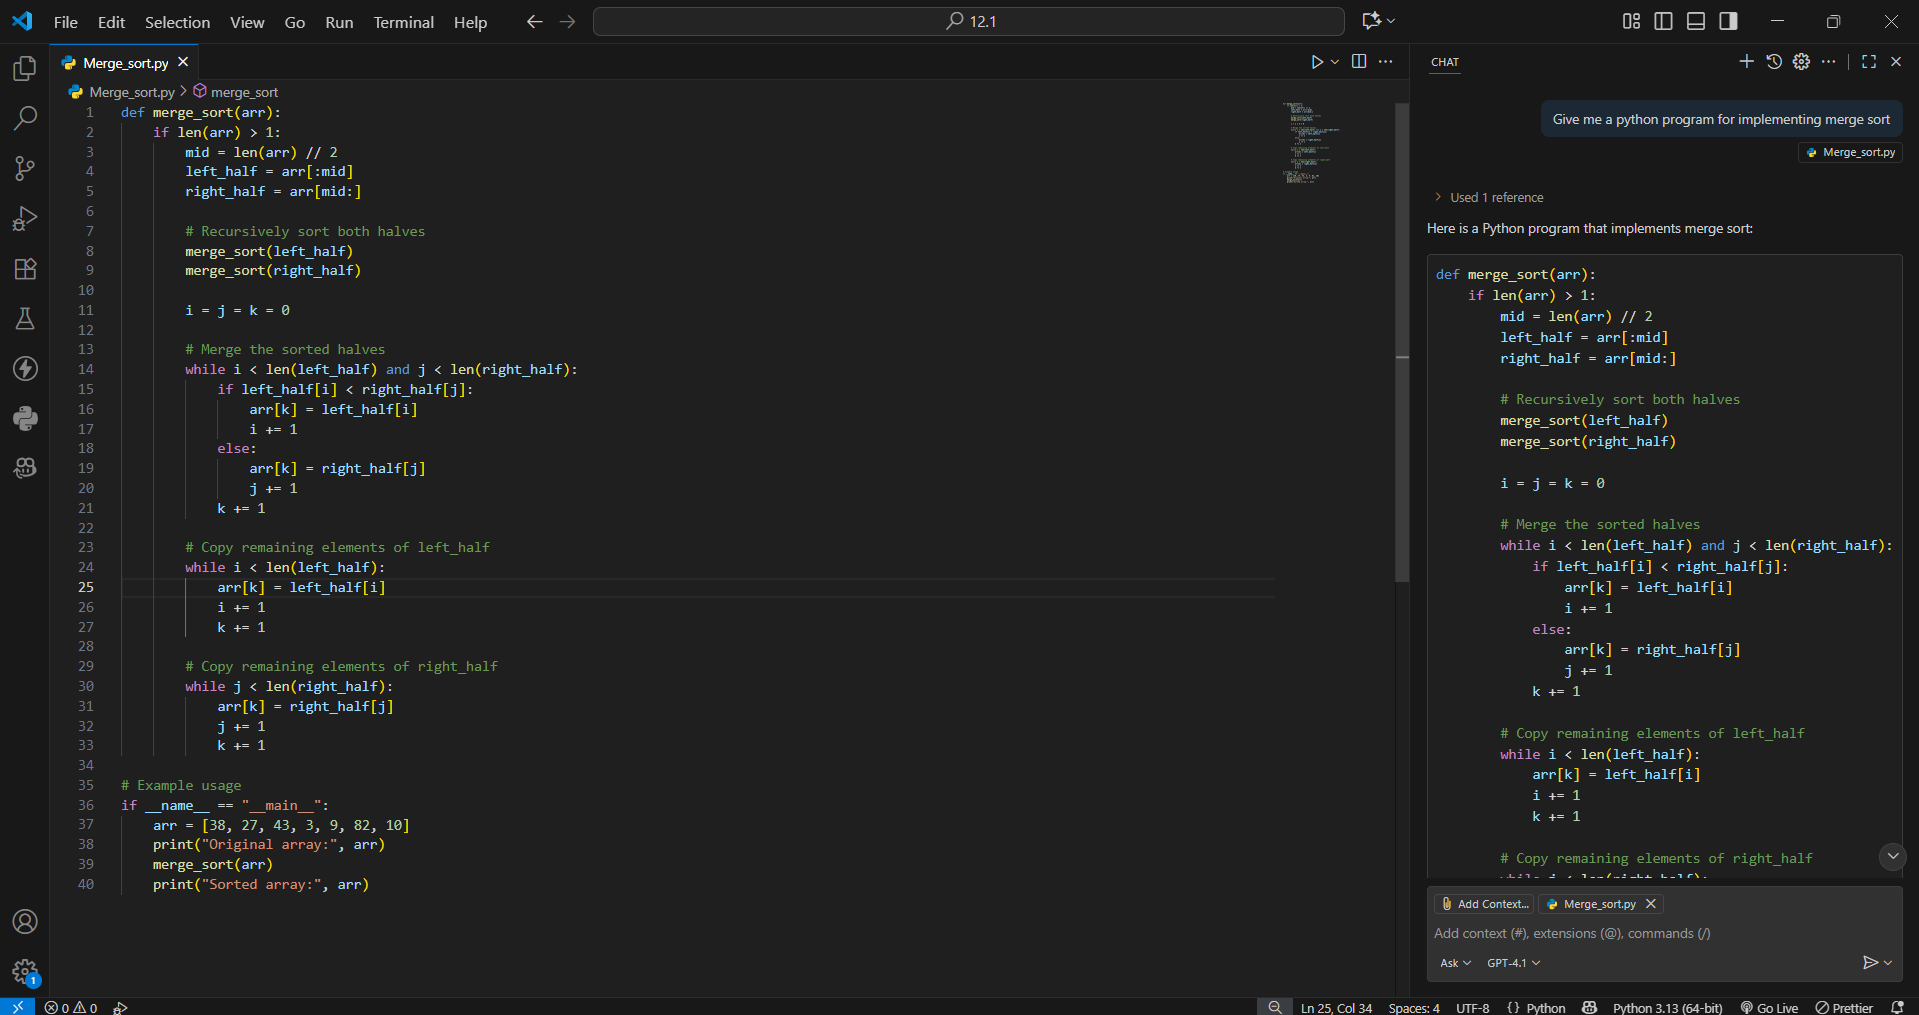 File Edit Selection View Go Run Terminal Help
12.1
Merge_sort.py
Merge_sort.py > merge_sort
1 def merge_sort(arr):
2     if len(arr) > 1:
3         mid = len(arr) // 2
4         left_half = arr[:mid]
5         right_half = arr[mid:]
6
7         # Recursively sort both halves
8         merge_sort(left_half)
9         merge_sort(right_half)
10
11         i = j = k = 0
12
13         # Merge the sorted halves
14         while i < len(left_half) and j < len(right_half):
15             if left_half[i] < right_half[j]:
16                 arr[k] = left_half[i]
17                 i += 1
18             else:
19                 arr[k] = right_half[j]
20                 j += 1
21             k += 1
22
23         # Copy remaining elements of left_half
24         while i < len(left_half):
25             arr[k] = left_half[i]
26             i += 1
27             k += 1
28
29         # Copy remaining elements of right_half
30         while j < len(right_half):
31             arr[k] = right_half[j]
32             j += 1
33             k += 1
34
35 # Example usage
36 if __name__ == "__main__":
37     arr = [38, 27, 43, 3, 9, 82, 10]
38     print("Original array:", arr)
39     merge_sort(arr)
40     print("Sorted array:", arr)
CHAT
Give me a python program for implementing merge sort
Merge_sort.py
> Used 1 reference
Here is a Python program that implements merge sort:
def merge_sort(arr):
    if len(arr) > 1:
        mid = len(arr) // 2
        left_half = arr[:mid]
        right_half = arr[mid:]
        # Recursively sort both halves
        merge_sort(left_half)
        merge_sort(right_half)
        i = j = k = 0
        # Merge the sorted halves
        while i < len(left_half) and j < len(right_half):
            if left_half[i] < right_half[j]:
                arr[k] = left_half[i]
                i += 1
            else:
                arr[k] = right_half[j]
                j += 1
            k += 1
        # Copy remaining elements of left_half
        while i < len(left_half):
            arr[k] = left_half[i]
            i += 1
            k += 1
        # Copy remaining elements of right_half
        while j < len(right_half):
Add Context... Merge_sort.py
Add context (#), extensions (@), commands (/)
Ask GPT-4.1
1
0 0 Ln 25, Col 34 Spaces: 4 UTF-8 {} Python Python 3.13 (64-bit) Go Live Prettier